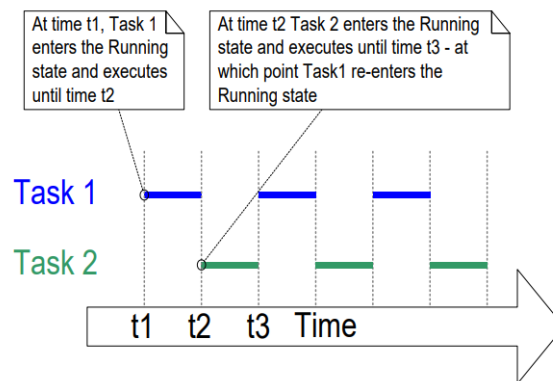 At time t1, Task 1
enters the Running
state and executes
until time t2
At time t2 Task 2 enters the Running
state and executes until time t3 - at
which point Task1 re-enters the
Running state
Task 1
Task 2
t1 t2 t3 Time